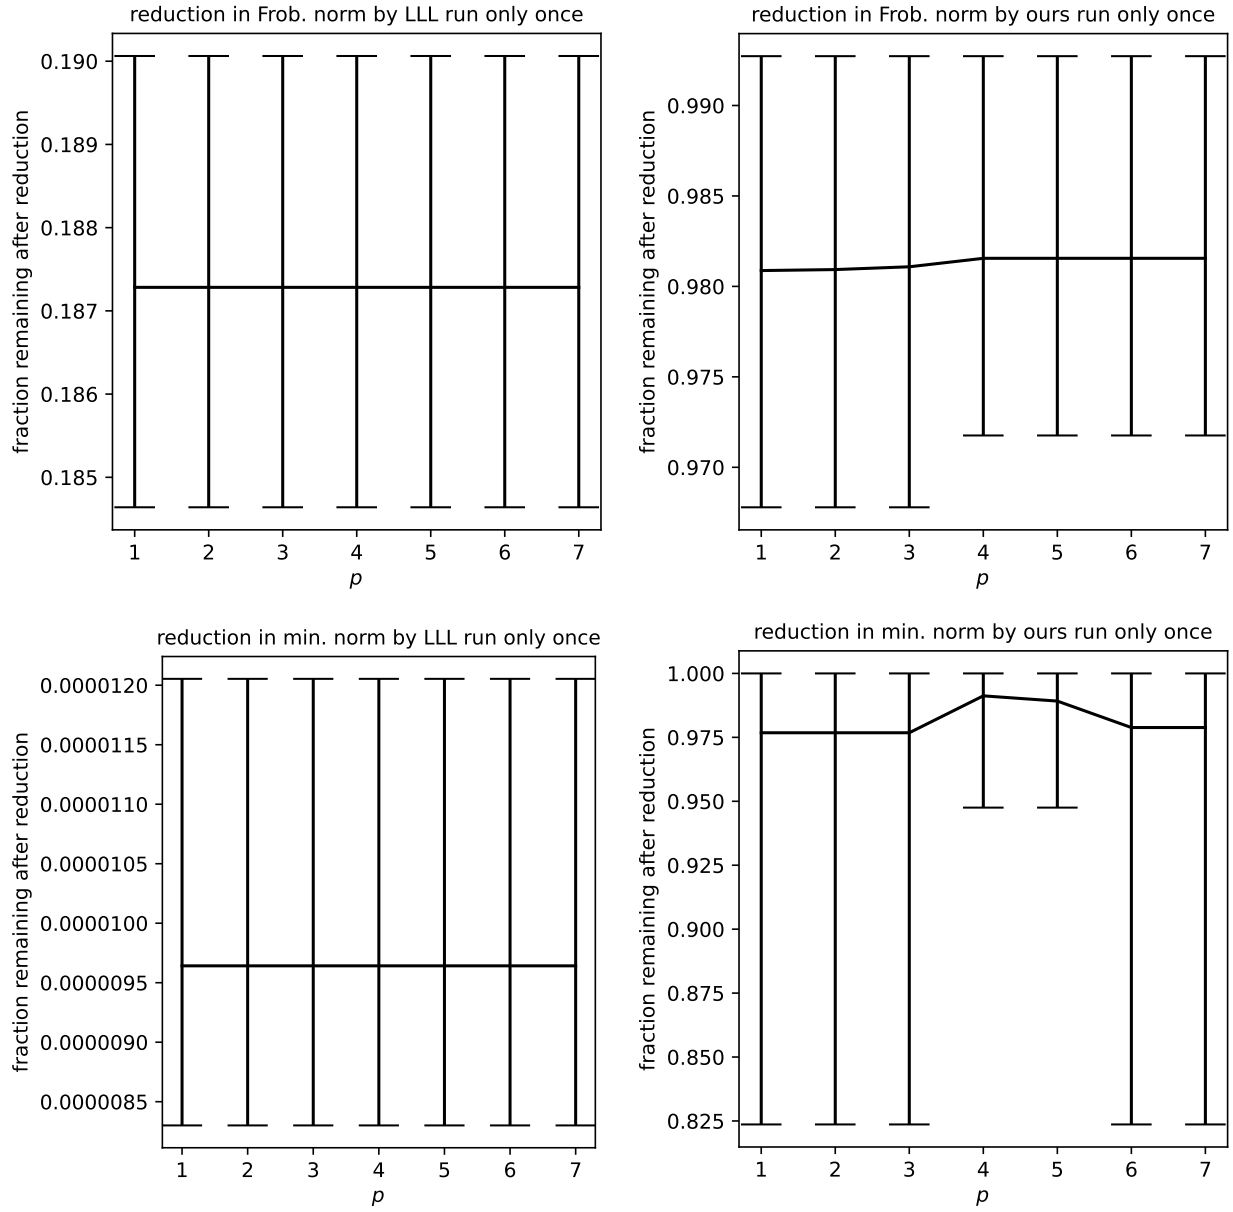 reduction in Frob. norm by LLL run only once
fraction remaining after reduction
0.190
0.189
0.188
0.187
0.186
0.185
1 2 3 4 5 6 7
p
reduction in Frob. norm by ours run only once
fraction remaining after reduction
0.990
0.985
0.980
0.975
0.970
1 2 3 4 5 6 7
p
reduction in min. norm by LLL run only once
fraction remaining after reduction
0.0000120
0.0000115
0.0000110
0.0000105
0.0000100
0.0000095
0.0000090
0.0000085
1 2 3 4 5 6 7
p
reduction in min. norm by ours run only once
fraction remaining after reduction
1.000
0.975
0.950
0.925
0.900
0.875
0.850
0.825
1 2 3 4 5 6 7
p